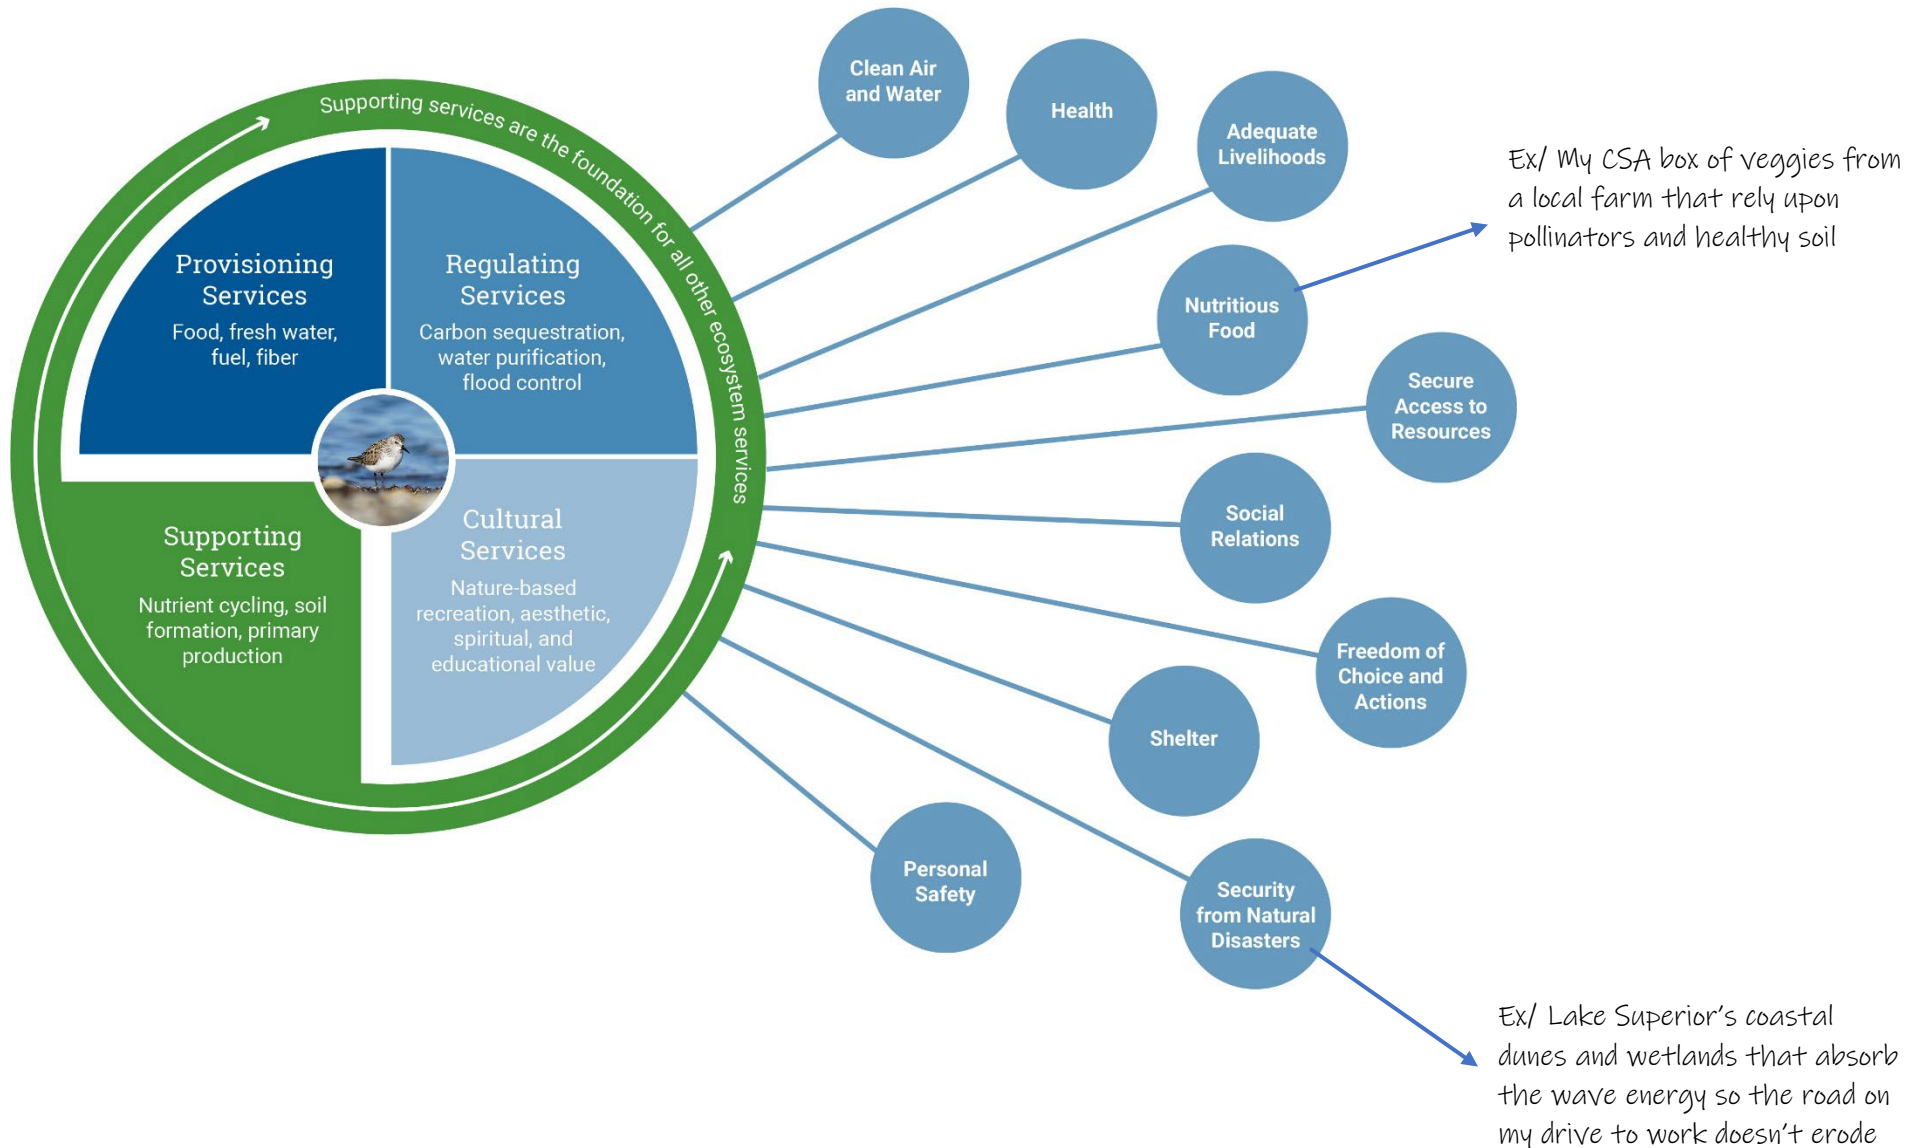 Supporting services are the foundation for all other ecosystem services
Provisioning
Services
Food, fresh water,
fuel, fiber
Regulating
Services
Carbon sequestration,
water purification,
flood control
Supporting
Services
Nutrient cycling, soil
formation, primary
production
Cultural
Services
Nature-based
recreation, aesthetic,
spiritual, and
educational value
Clean Air
and Water
Health
Adequate
Livelihoods
Nutritious
Food
Secure
Access to
Resources
Social
Relations
Freedom of
Choice and
Actions
Shelter
Security
from Natural
Disasters
Personal
Safety
Ex/ My CSA box of veggies from
a local farm that rely upon
pollinators and healthy soil
Ex/ Lake Superior's coastal
dunes and wetlands that absorb
the wave energy so the road on
my drive to work doesn't erode